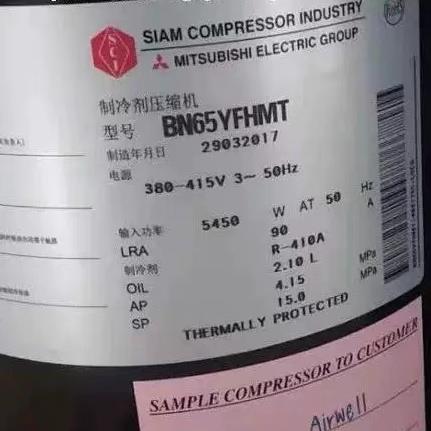 SCI
SIAM COMPRESSOR INDUSTRY
MITSUBISHI ELECTRIC GROUP
RoHS
制冷剂压缩机
型号 BN65YFHMT
制造年月日 29032017
电源 380-415V 3~ 50Hz
输入功率 5450 W AT 50 Hz
LRA 90 A
制冷剂 R-410A
OIL 2.10 L
AP 4.15 MPa
SP 15.0 MPa
THERMALLY PROTECTED
SAMPLE COMPRESSOR TO CUSTOMER
Airwell